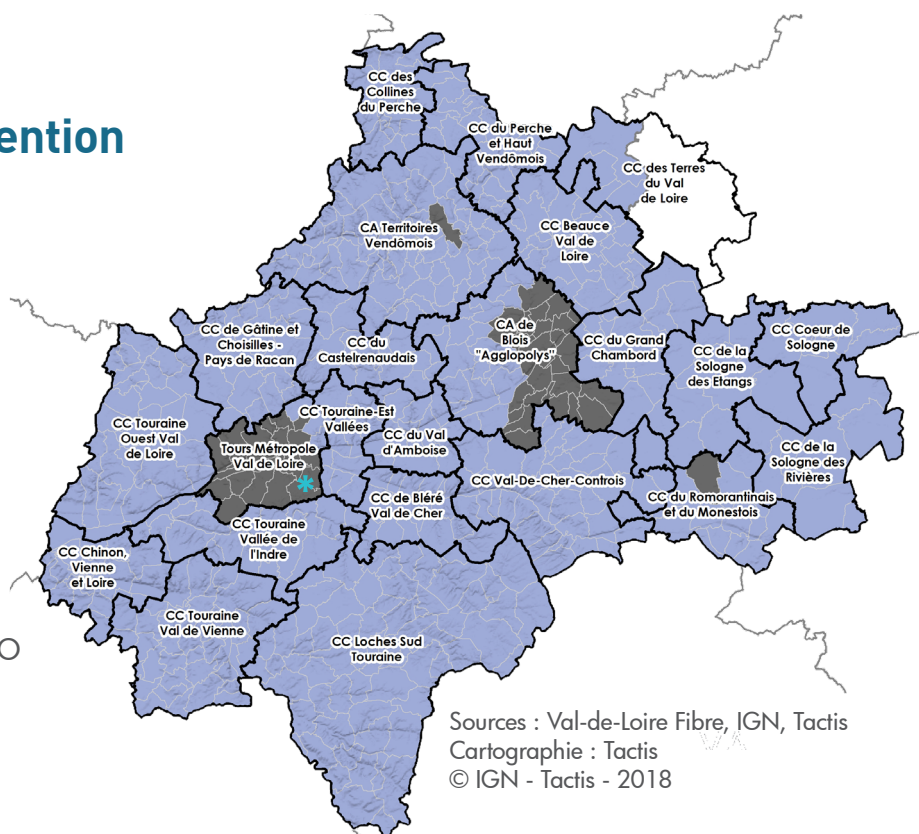 ention
CC des
Collines
du Perche
CC du Perche
et Haut
Vendômois
CC des Terres
du Val
de Loire
CA Territoires
Vendômois
CC Beauce
Val de
Loire
CC de Gâtine et
Choisilles -
Pays de Racan
CC du
Castelrenaudais
CA de
Blois
"Agglopolys"
CC du Grand
Chambord
CC de la
Sologne
des Etangs
CC Coeur de
Sologne
CC Touraine
Ouest Val
de Loire
Tours Métropole
Val de Loire
*
CC Touraine-Est
Vallées
CC du Val
d'Amboise
CC de Bléré
Val de Cher
CC Val-De-Cher-Controis
CC du Romorantinais
et du Monestois
CC de la
Sologne des
Rivières
CC Touraine
Vallée de
l'Indre
CC Chinon,
Vienne
et Loire
CC Touraine
Val de Vienne
CC Loches Sud
Touraine
O
Sources : Val-de-Loire Fibre, IGN, Tactis
Cartographie : Tactis
© IGN - Tactis - 2018